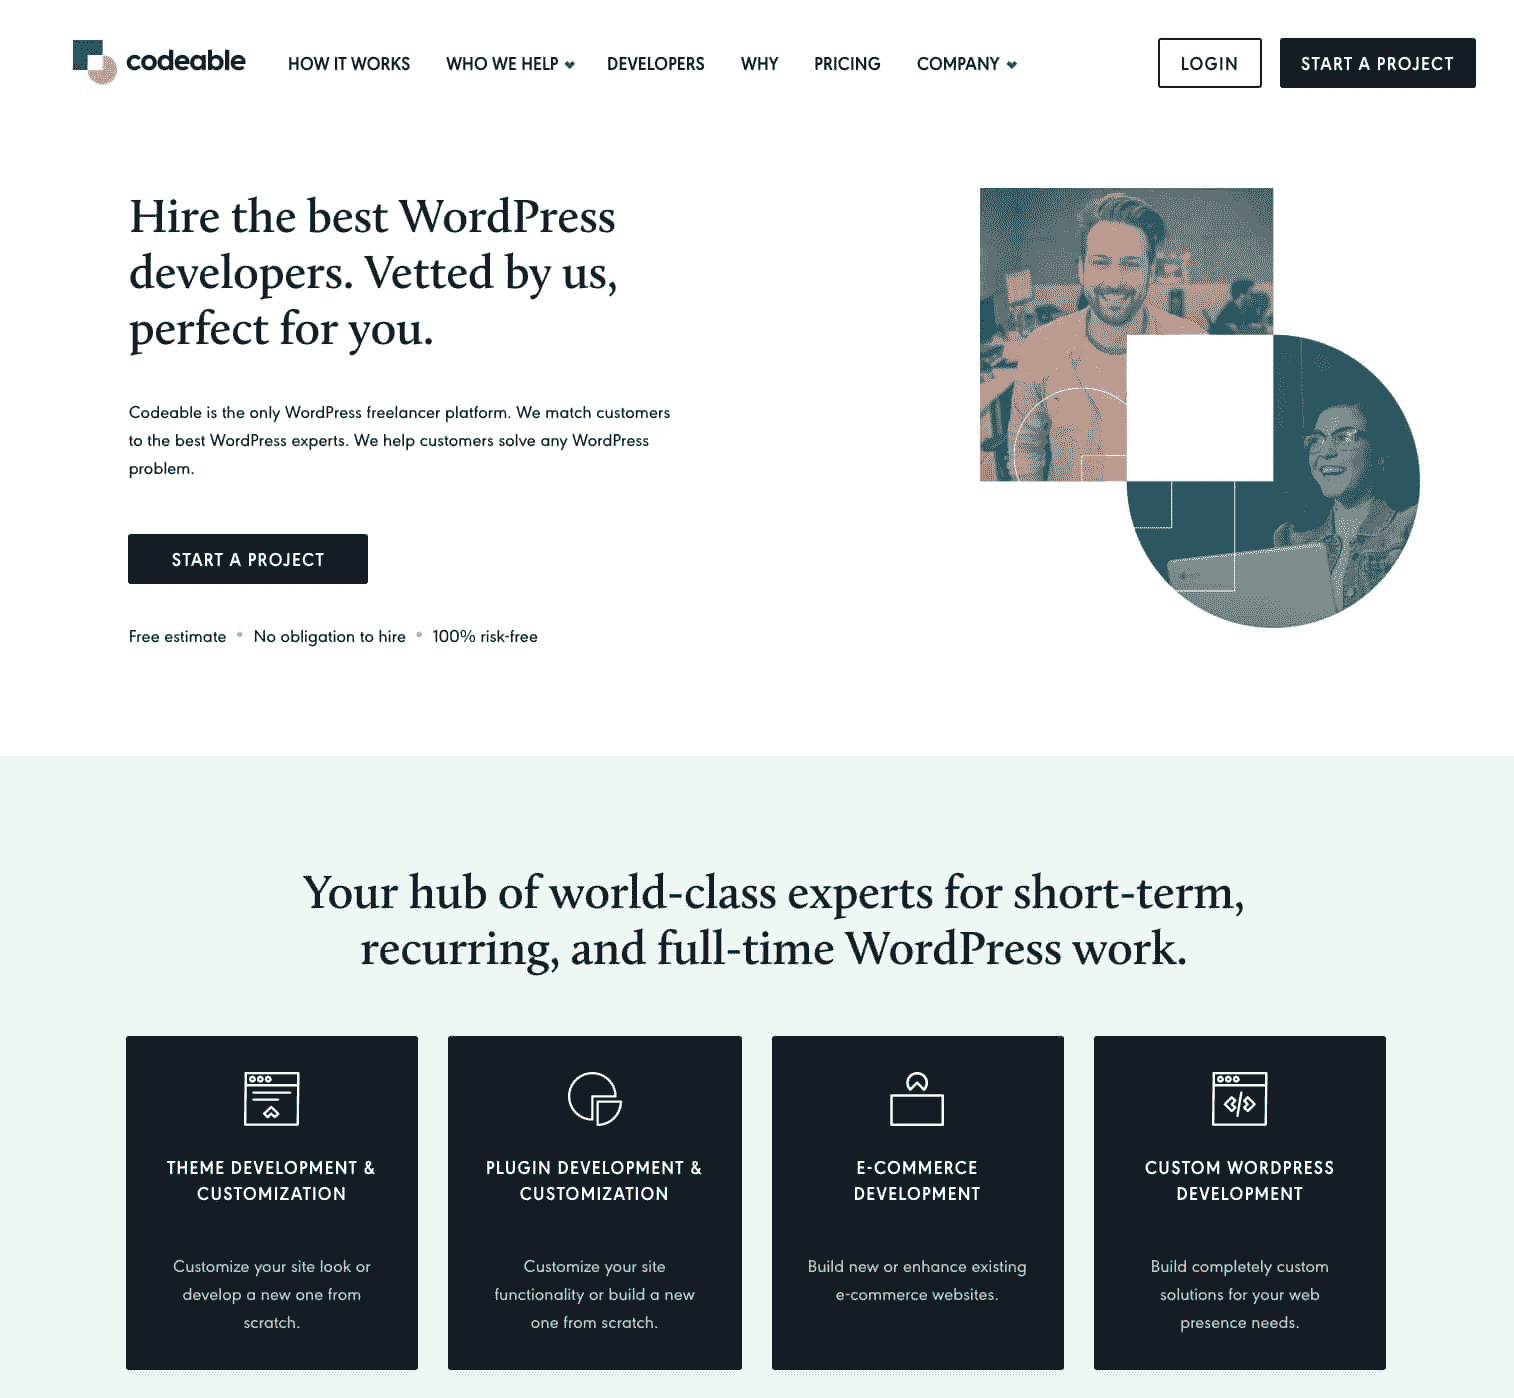 codeable
HOW IT WORKS
WHO WE HELP
DEVELOPERS
WHY
PRICING
COMPANY
LOGIN
START A PROJECT
Hire the best WordPress
developers. Vetted by us,
perfect for you.
Codeable is the only WordPress freelancer platform. We match customers
to the best WordPress experts. We help customers solve any WordPress
problem.
START A PROJECT
Free estimate • No obligation to hire • 100% risk-free
Your hub of world-class experts for short-term,
recurring, and full-time WordPress work.
THEME DEVELOPMENT &
CUSTOMIZATION
Customize your site look or
develop a new one from
scratch.
PLUGIN DEVELOPMENT &
CUSTOMIZATION
Customize your site
functionality or build a new
one from scratch.
E-COMMERCE
DEVELOPMENT
Build new or enhance existing
e-commerce websites.
CUSTOM WORDPRESS
DEVELOPMENT
Build completely custom
solutions for your web
presence needs.